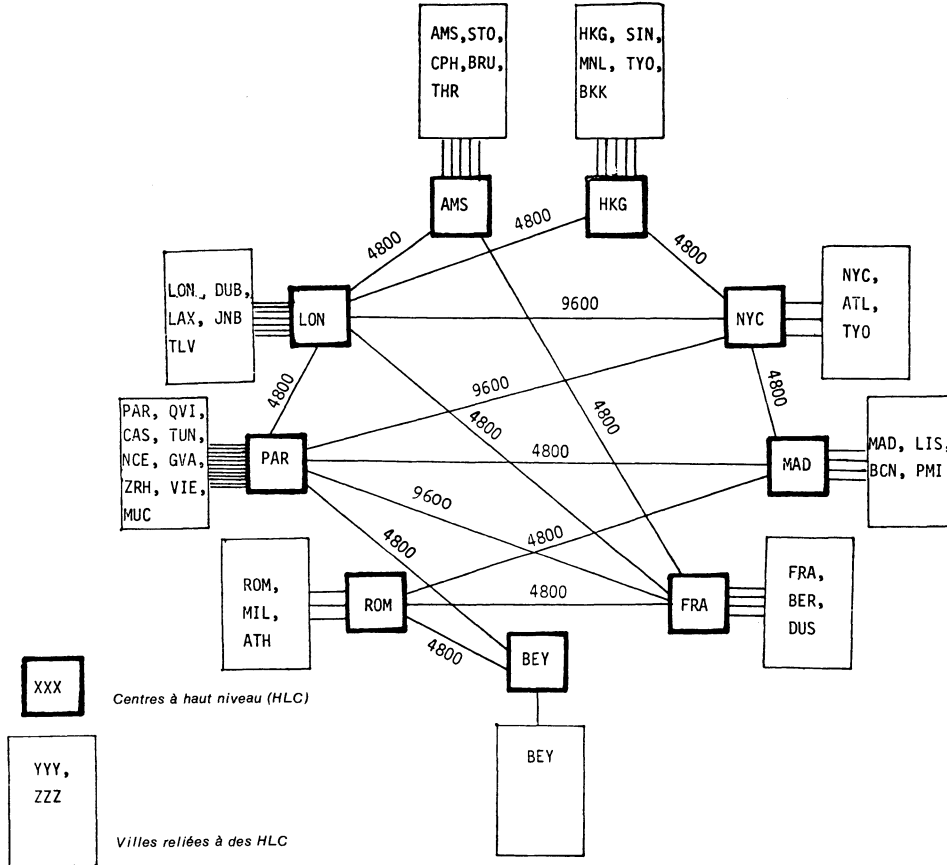 AMS, STO,
CPH, BRU,
THR
HKG, SIN,
MNL, TYO,
BKK
AMS
HKG
4800
4800
4800
LON., DUB,
LAX, JNB
TLV
LON
9600
NYC
NYC,
ATL,
TYO
4800
9600
4800
4800
4800
PAR, QVI,
CAS, TUN,
NCE, GVA,
ZRH, VIE,
MUC
PAR
4800
MAD
MAD, LIS,
BCN, PMI
9600
4800
4800
ROM,
MIL,
ATH
ROM
4800
FRA
FRA,
BER,
DUS
4800
BEY
XXX
Centres à haut niveau (HLC)
BEY
YYY,
ZZZ
Villes reliées à des HLC